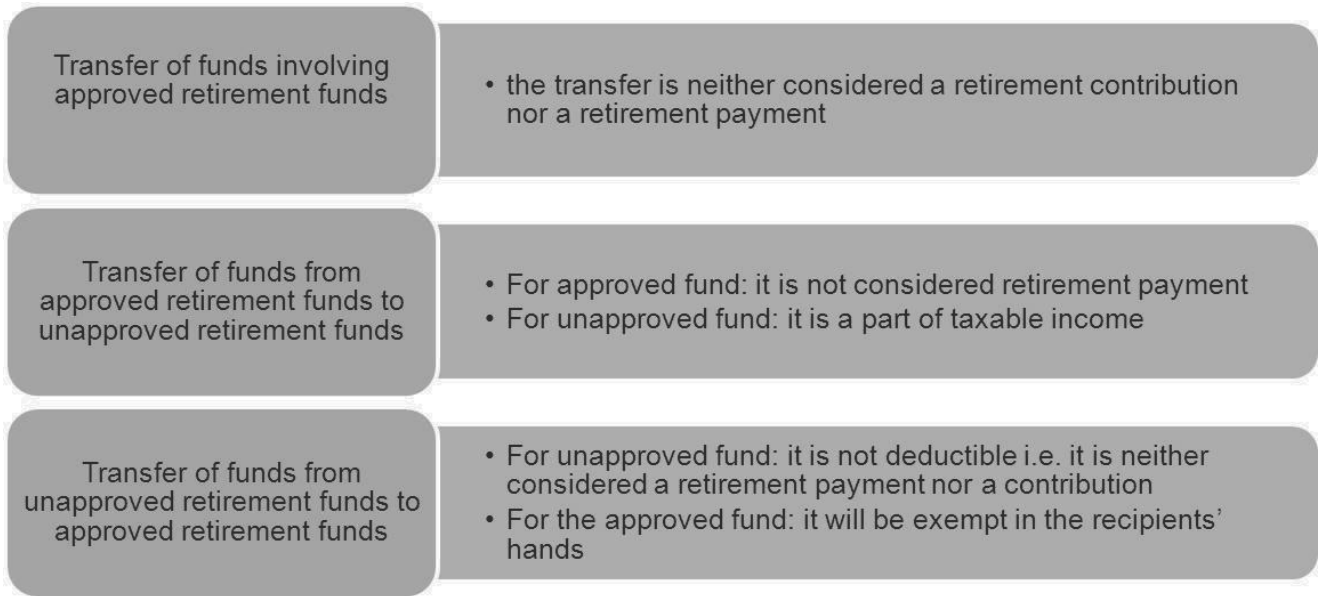 Transfer of funds involving
approved retirement funds
• the transfer is neither considered a retirement contribution
nor a retirement payment
Transfer of funds from
approved retirement funds to
unapproved retirement funds
• For approved fund: it is not considered retirement payment
• For unapproved fund: it is a part of taxable income
Transfer of funds from
unapproved retirement funds to
approved retirement funds
• For unapproved fund: it is not deductible i.e. it is neither
considered a retirement payment nor a contribution
• For the approved fund: it will be exempt in the recipients’
hands